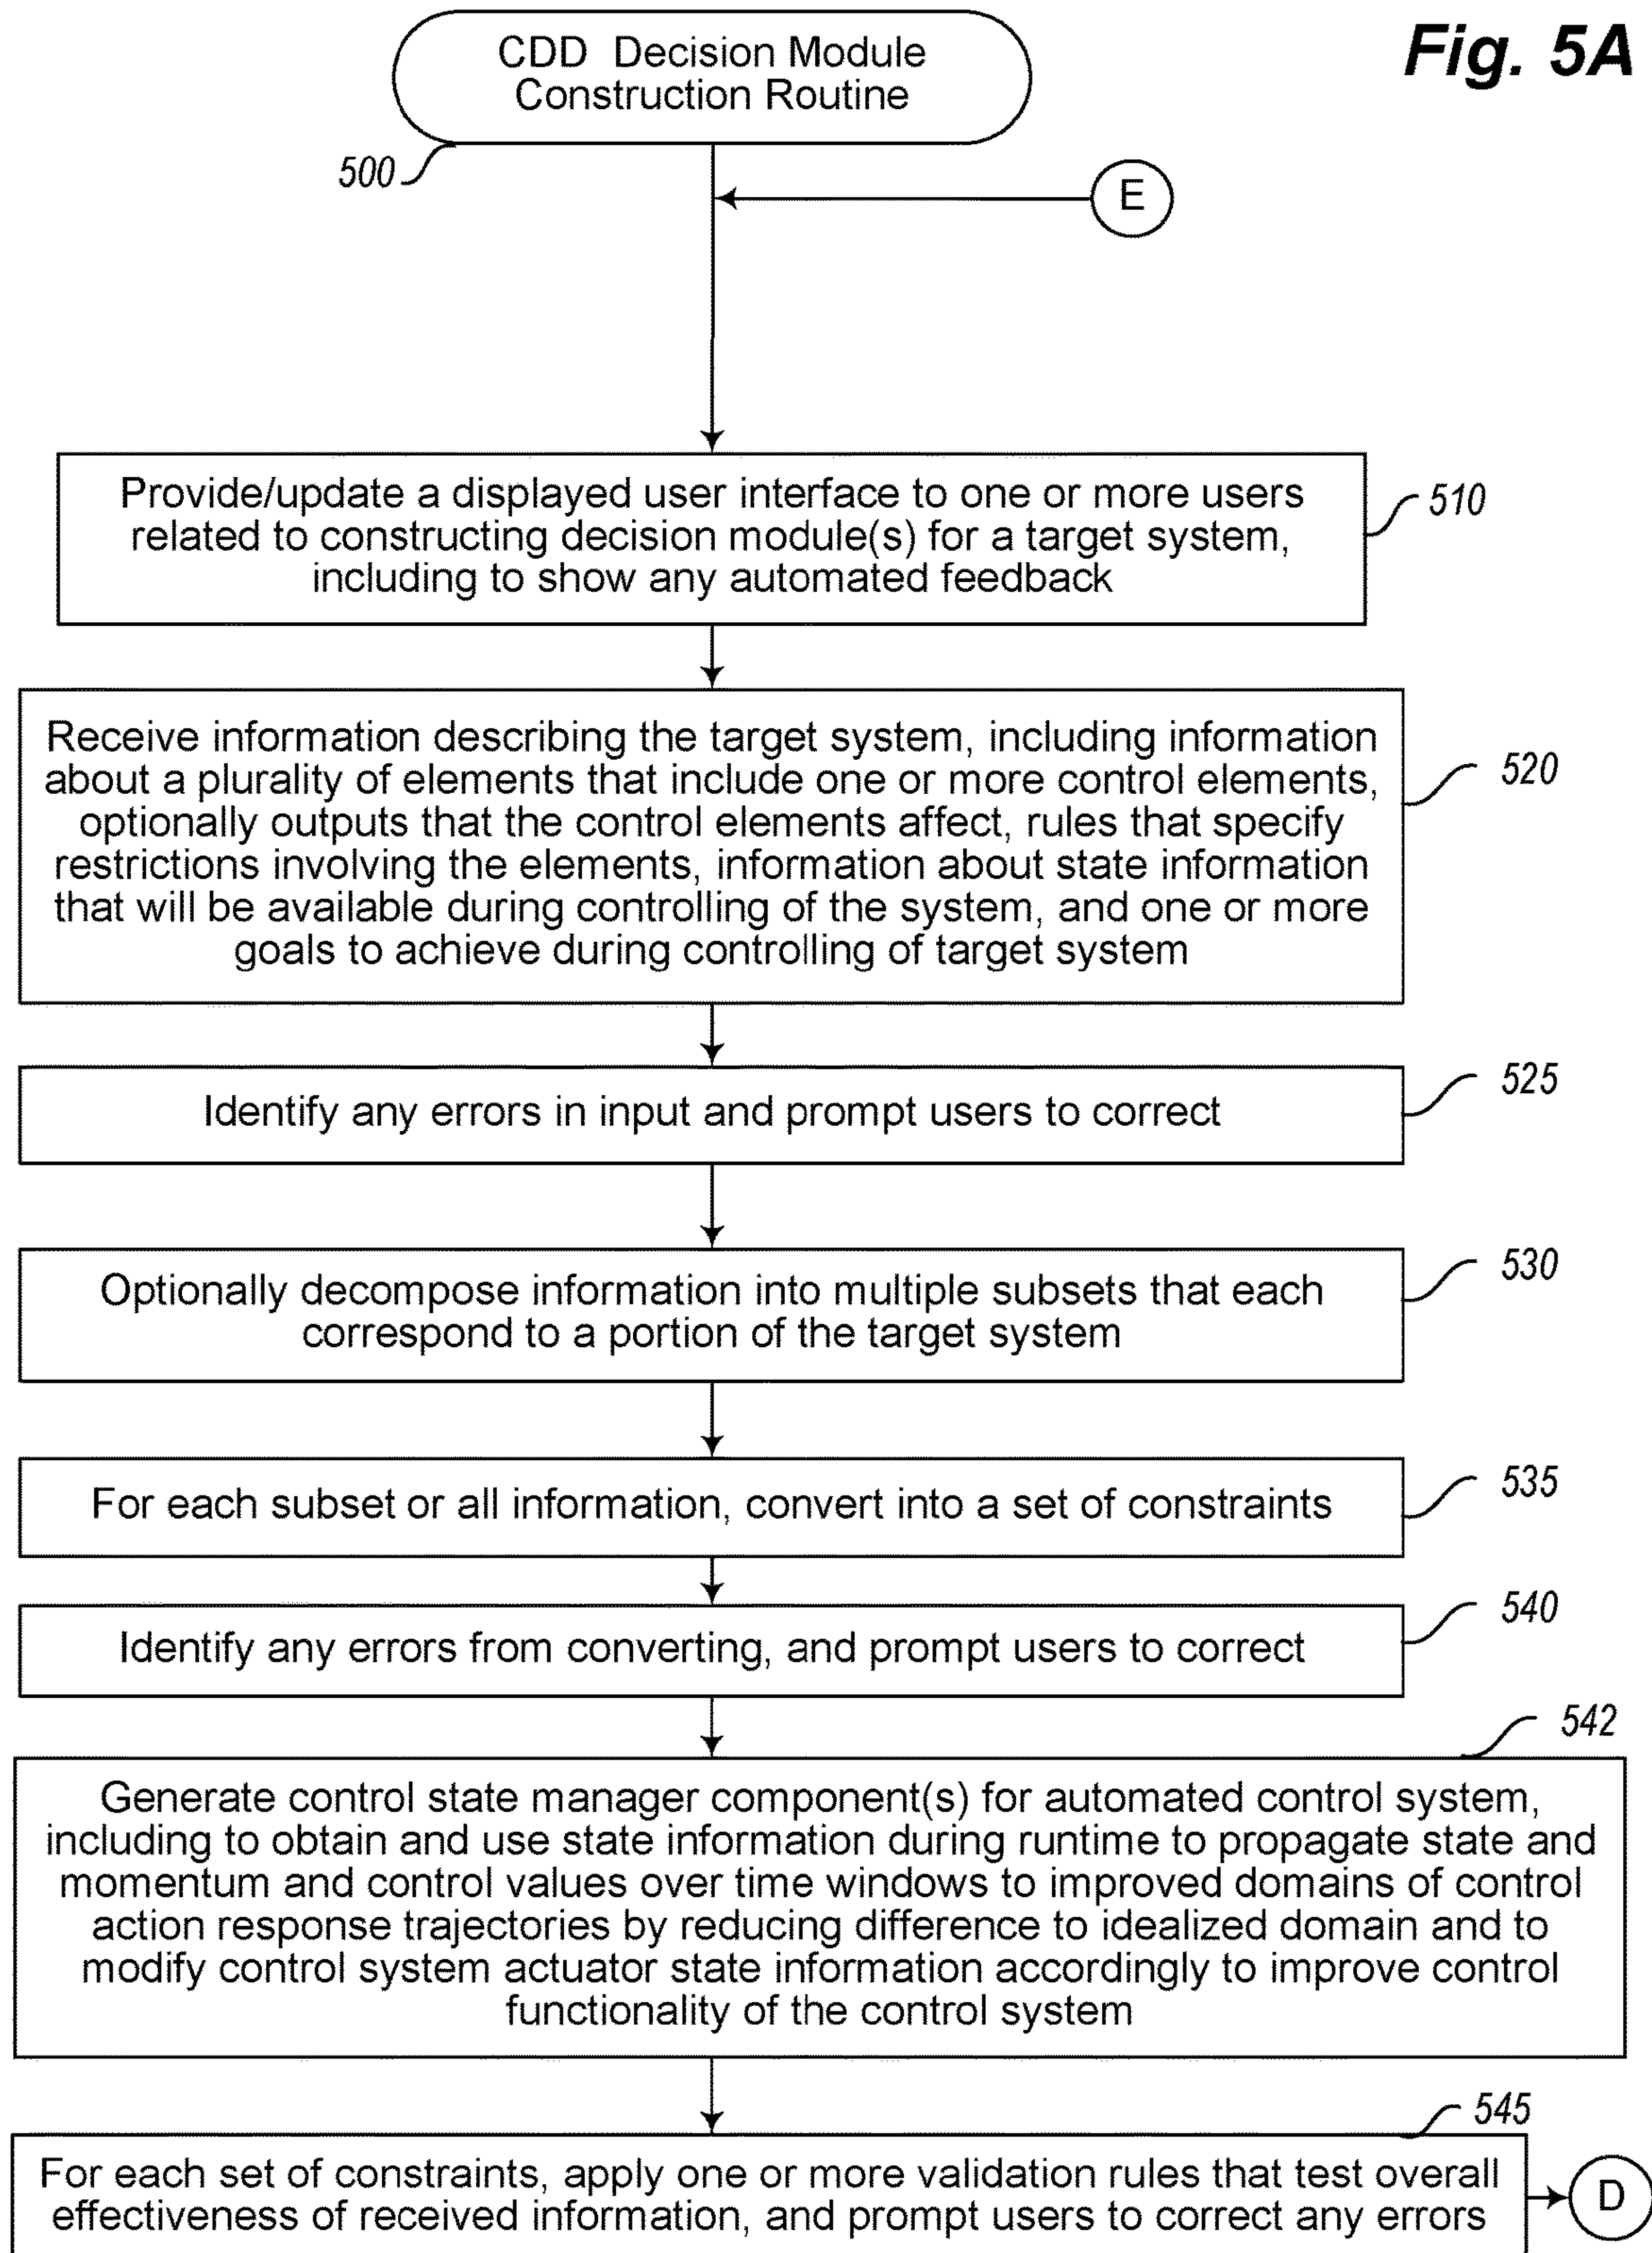 Fig. 5A
CDD Decision Module
Construction Routine
500
E
Provide/update a displayed user interface to one or more users
related to constructing decision module(s) for a target system,
including to show any automated feedback
510
Receive information describing the target system, including information
about a plurality of elements that include one or more control elements,
optionally outputs that the control elements affect, rules that specify
restrictions involving the elements, information about state information
that will be available during controlling of the system, and one or more
goals to achieve during controlling of target system
520
Identify any errors in input and prompt users to correct
525
Optionally decompose information into multiple subsets that each
correspond to a portion of the target system
530
For each subset or all information, convert into a set of constraints
535
Identify any errors from converting, and prompt users to correct
540
542
Generate control state manager component(s) for automated control system,
including to obtain and use state information during runtime to propagate state and
momentum and control values over time windows to improved domains of control
action response trajectories by reducing difference to idealized domain and to
modify control system actuator state information accordingly to improve control
functionality of the control system
545
For each set of constraints, apply one or more validation rules that test overall
effectiveness of received information, and prompt users to correct any errors
D